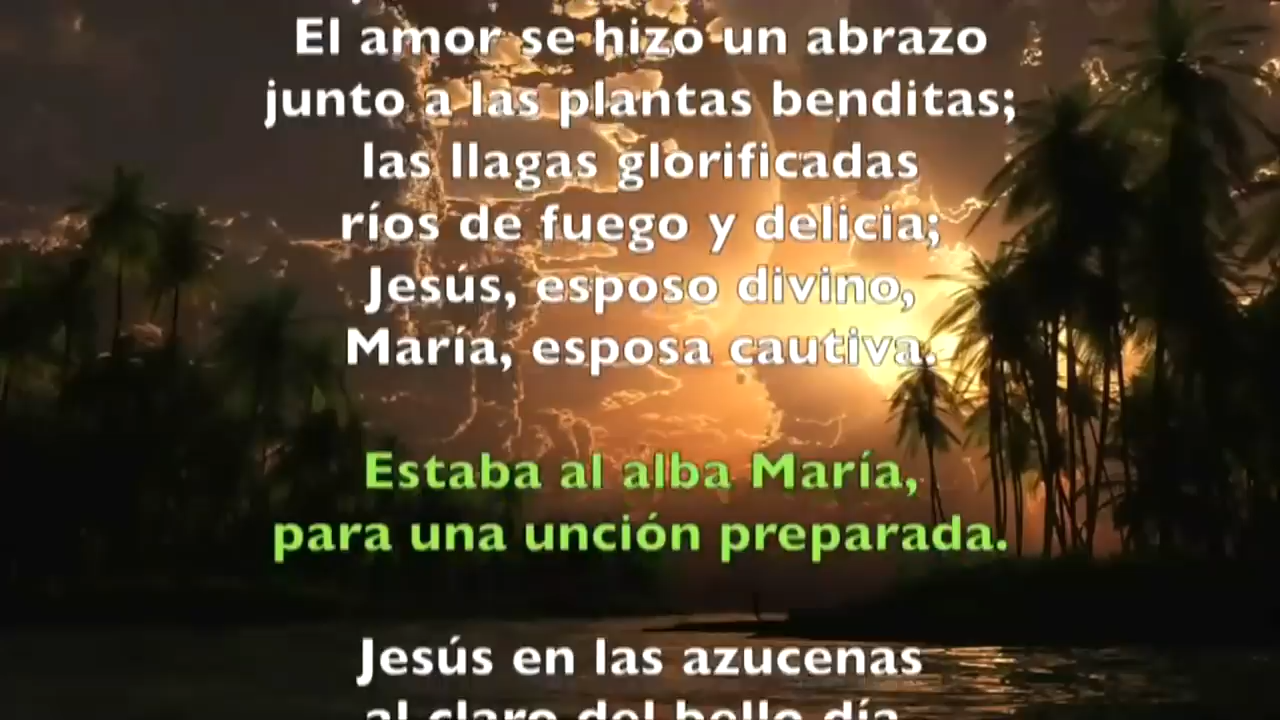 El amor se hizo un abrazo
junto a las plantas benditas;
las llagas glorificadas
ríos de fuego y delicia;
Jesús, esposo divino,
María, esposa cautiva.
Estaba al alba María,
para una unción preparada.
Jesús en las azucenas
al claro del bello día